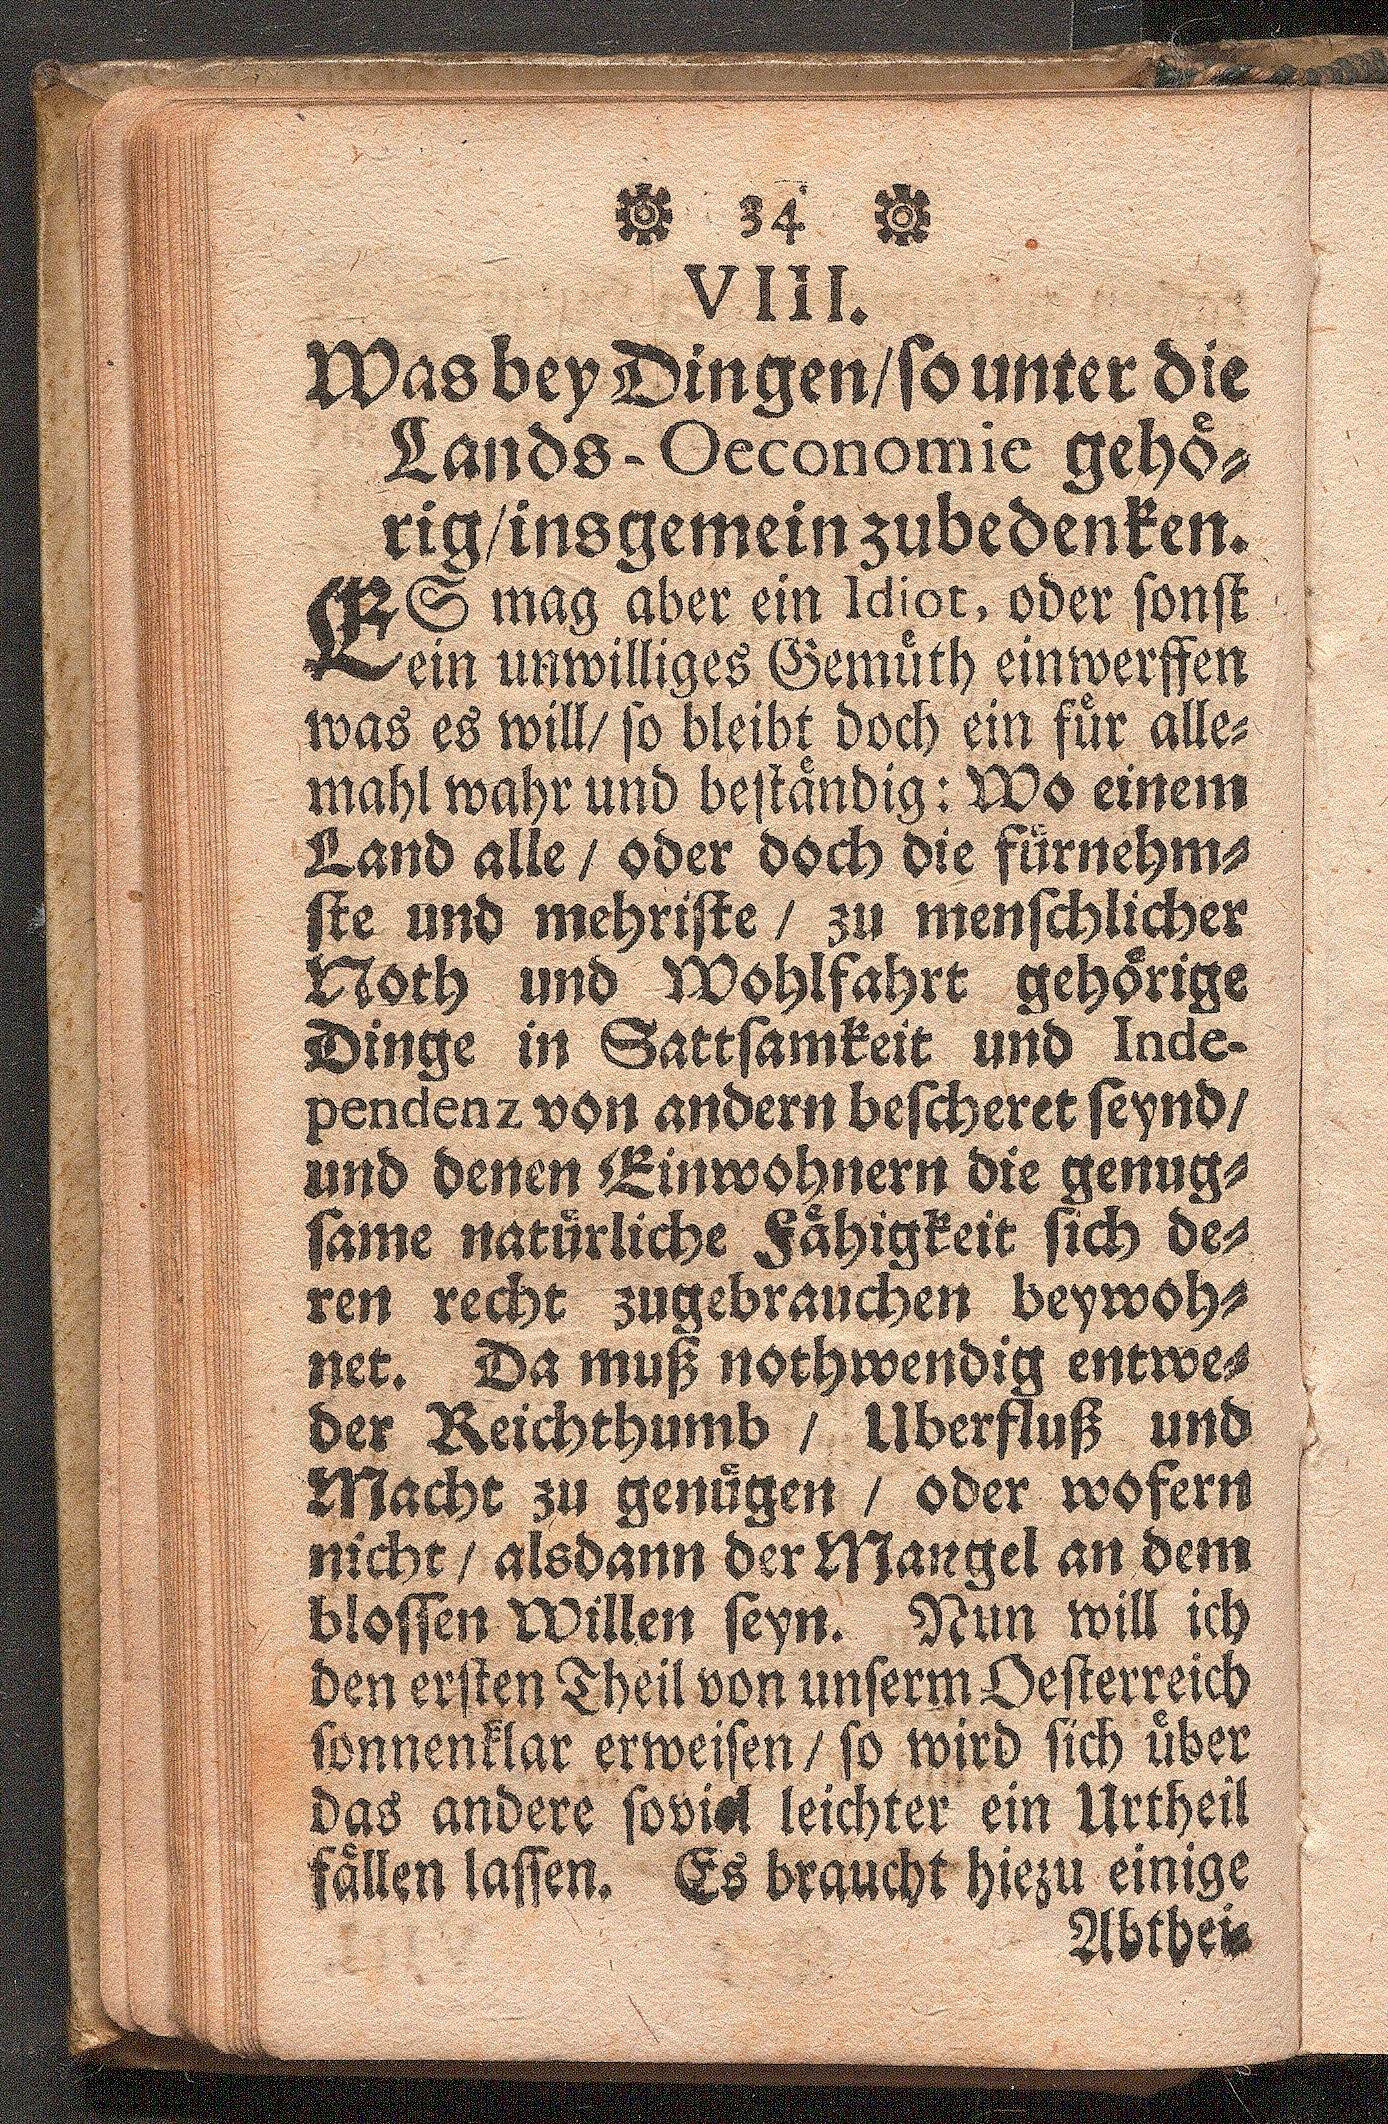 34
VIII.
Was bey Dingen/so unter die
Lands-Oeconomie gehö-
rig/insgemein zubedenken.
ES mag aber ein Idiot, oder sonst
ein unwilliges Gemüth einwerffen
was es will/ so bleibt doch ein für alle-
mahl wahr und beständig: Wo einem
Land alle / oder doch die fürnehm-
ste und mehriste / zu menschlicher
Noth und Wohlfahrt gehörige
Dinge in Sattsamkeit und Inde-
pendenz von andern bescheret seynd/
und denen Einwohnern die genug-
same natürliche Fähigkeit sich de-
ren recht zugebrauchen beywoh-
net. Da muß nothwendig entwe-
der Reichthumb / Uberfluß und
Macht zu genügen / oder wofern
nicht / alsdann der Mangel an dem
blossen Willen seyn. Nun will ich
den ersten Theil von unserm Oesterreich
sonnenklar erweisen / so wird sich über
das andere soviel leichter ein Urtheil
fällen lassen. Es braucht hiezu einige
Abthei-